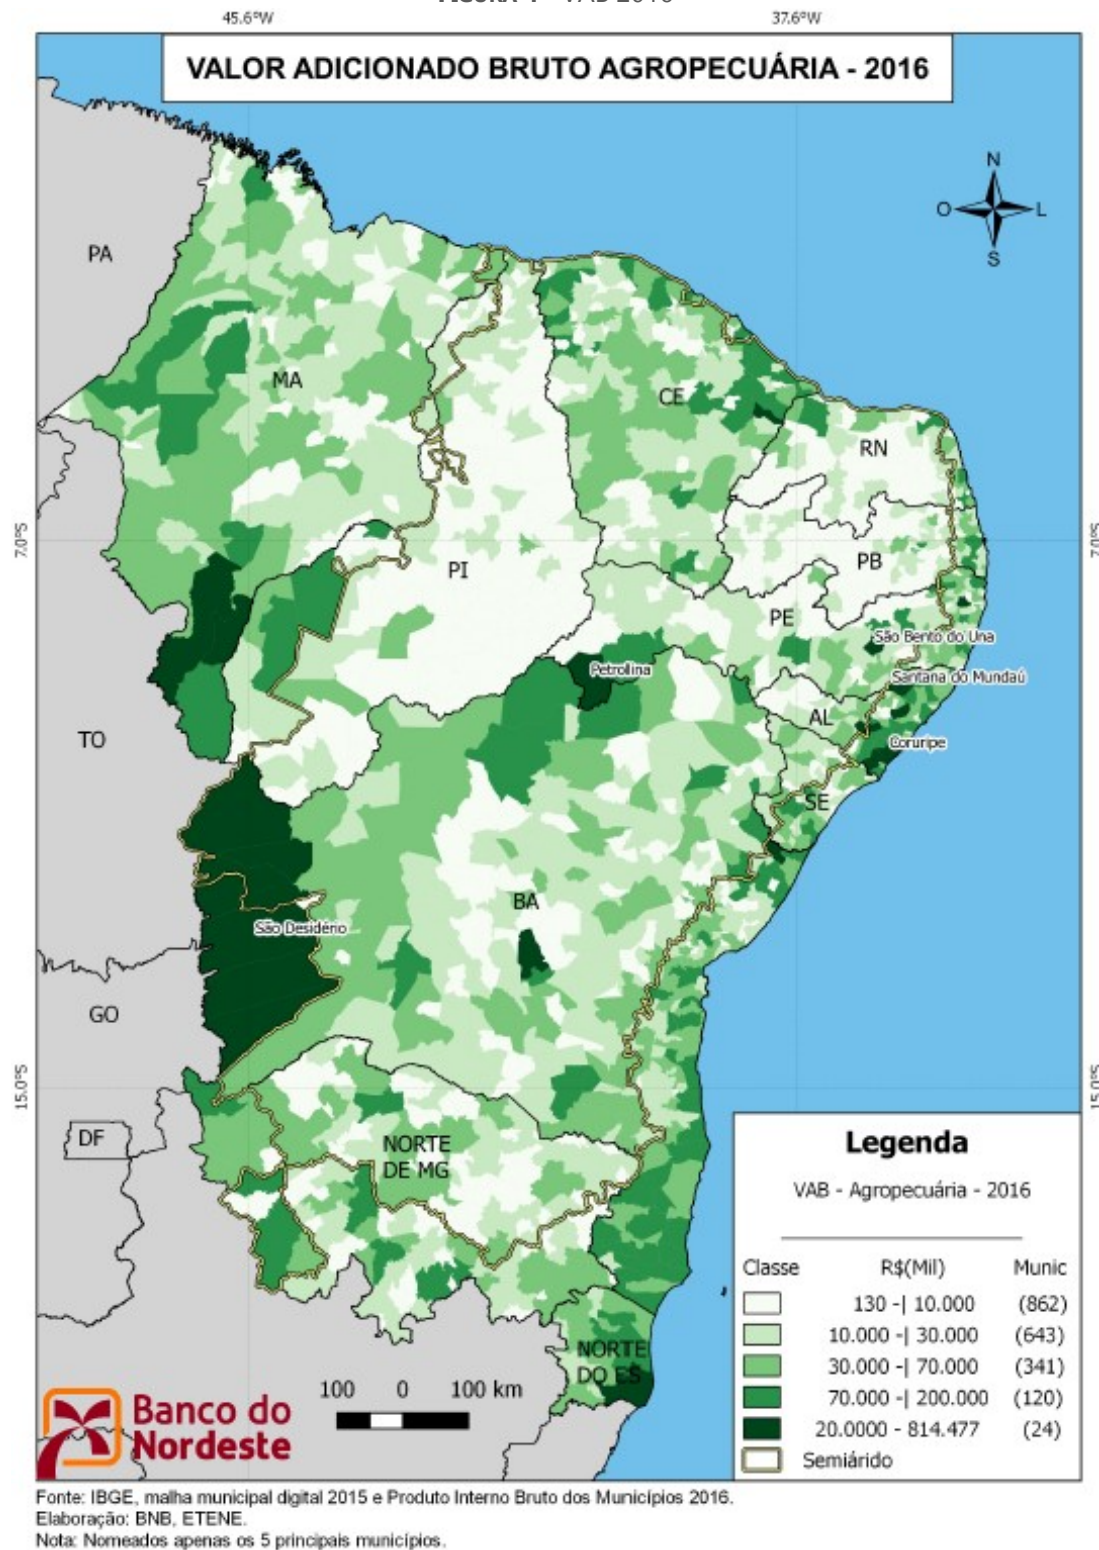 FIGURA 1 - VAB 2016
45.6°W 37.6°W
VALOR ADICIONADO BRUTO AGROPECUÁRIA - 2016
N
O L
S
PA
MA
CE
RN
7.0°S 7.0°S
PI
PB
PE
São Bento do Una
Petrolina
Santana do Mundaú
TO
AL
Coruripe
SE
BA
São Desidério
GO
15.0°S 15.0°S
DF
NORTE
DE MG
NORTE
DO ES
Legenda
VAB - Agropecuária - 2016
Classe R$(Mil) Munic
130 -| 10.000 (862)
10.000 -| 30.000 (643)
30.000 -| 70.000 (341)
70.000 -| 200.000 (120)
20.0000 - 814.477 (24)
Semiárido
100 0 100 km
Banco do
Nordeste
Fonte: IBGE, malha municipal digital 2015 e Produto Interno Bruto dos Municípios 2016.
Elaboração: BNB, ETENE.
Nota: Nomeados apenas os 5 principais municípios.